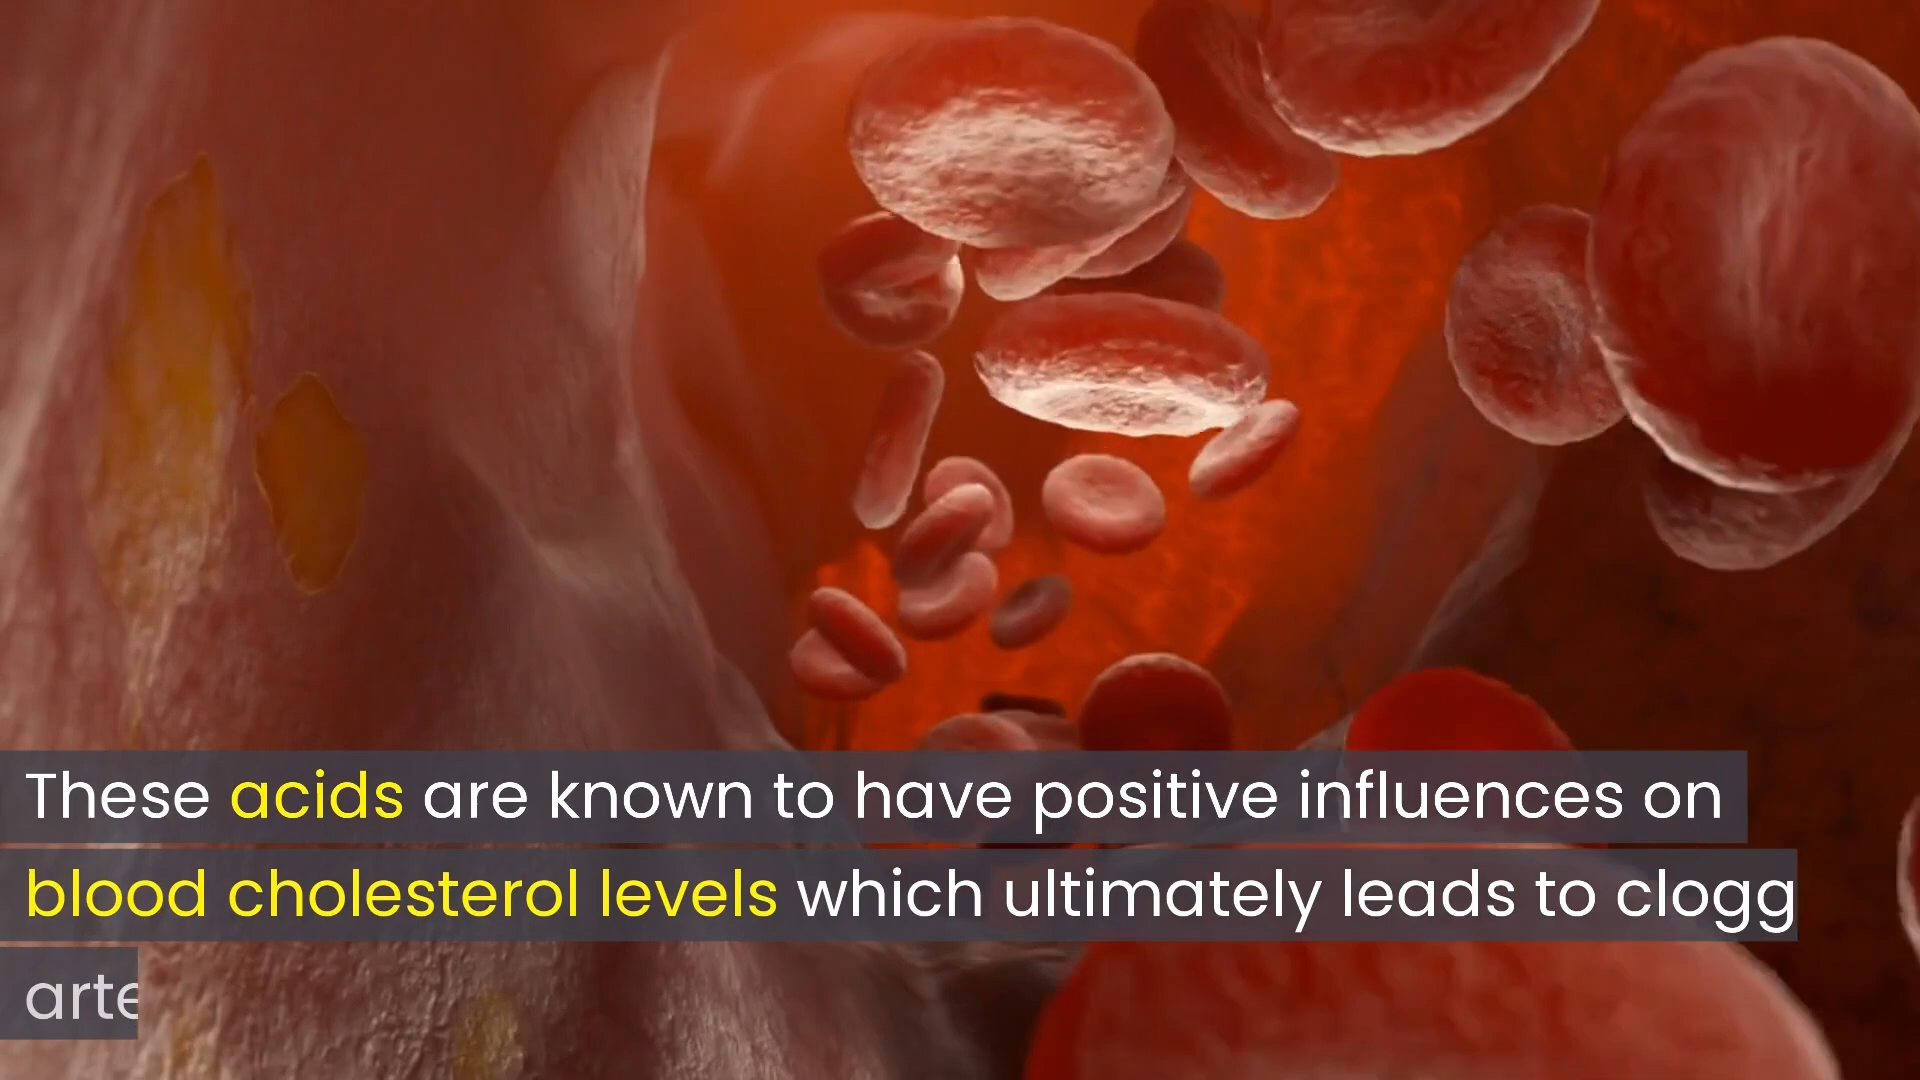 These acids are known to have positive influences on
blood cholesterol levels which ultimately leads to clogg
arte